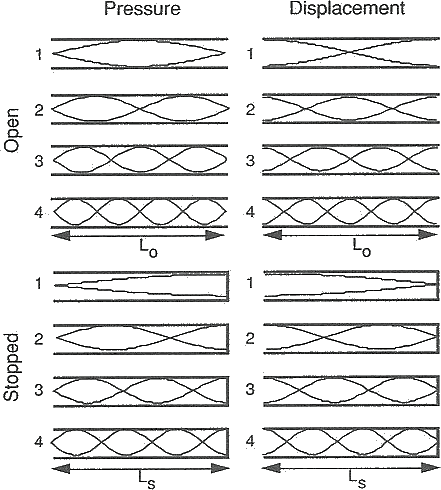 Pressure Displacement
Open
1 1
2 2
3 3
4 4
Lo Lo
Stopped
1 1
2 2
3 3
4 4
Ls Ls